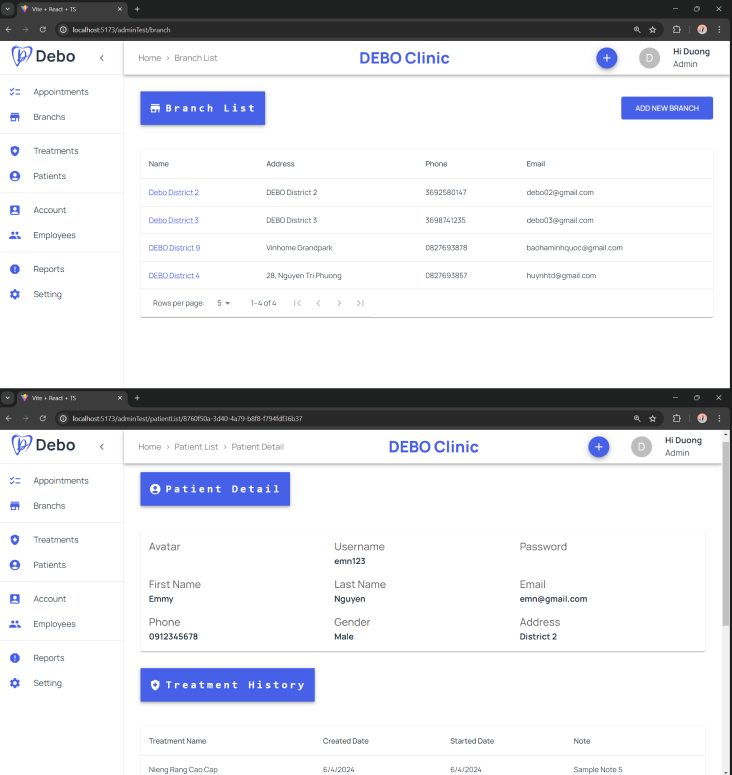 Vite + React + TS
localhost:5173/adminTest/branch
Debo
Home > Branch List
DEBO Clinic
D
Hi Duong
Admin
Appointments
Branchs
Treatments
Patients
Account
Employees
Reports
Setting
Branch List
ADD NEW BRANCH
Name Address Phone Email
Debo District 2 DEBO District 2 3692580147 debo02@gmail.com
Debo District 3 DEBO District 3 3698741235 debo03@gmail.com
DEBO District 9 Vinhome Grandpark 0827693878 baohaminhquoc@gmail.com
DEBO District 4 28, Nguyen Tri Phuong 0827693857 huynhtd@gmail.com
Rows per page: 5 1–4 of 4
Vite + React + TS
localhost:5173/adminTest/patientList/8760f50a-3d40-4a79-b8f8-f794fdf36b37
Debo
Home > Patient List > Patient Detail
DEBO Clinic
D
Hi Duong
Admin
Appointments
Branchs
Treatments
Patients
Account
Employees
Reports
Setting
Patient Detail
Avatar Username Password
emn123
First Name Last Name Email
Emmy Nguyen emn@gmail.com
Phone Gender Address
0912345678 Male District 2
Treatment History
Treatment Name Created Date Started Date Note
Nieng Rang Cao Cap 6/4/2024 6/4/2024 Sample Note 5